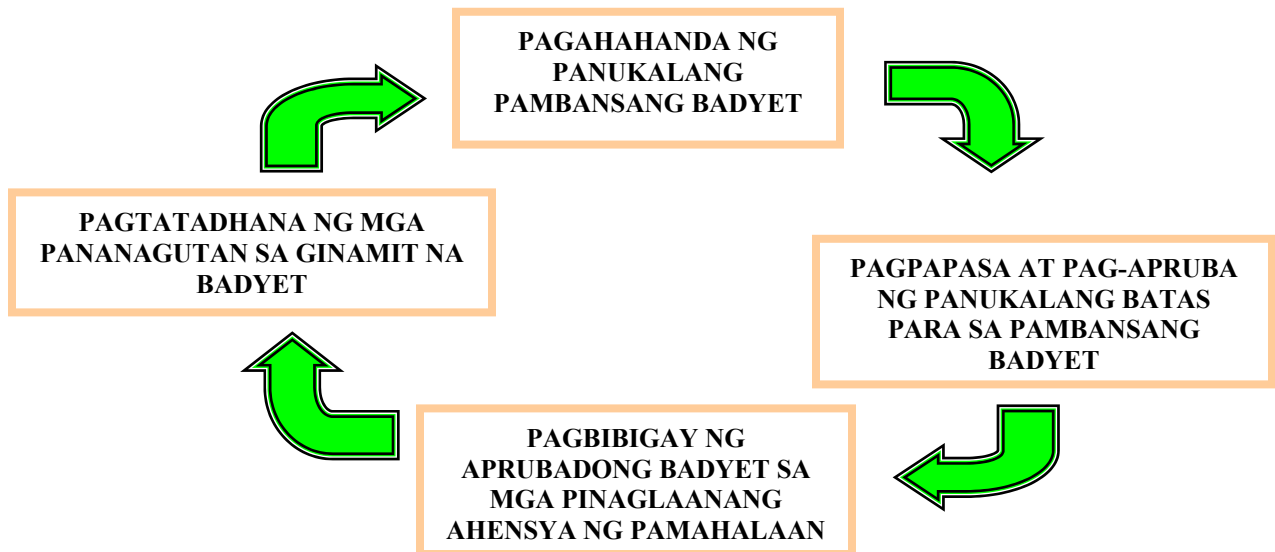 PAGAHAHANDA NG
PANUKALANG
PAMBANSANG BADYET
PAGPAPASA AT PAG-APRUBA
NG PANUKALANG BATAS
PARA SA PAMBANSANG
BADYET
PAGBIBIGAY NG
APRUBADONG BADYET SA
MGA PINAGLAANANG
AHENSYA NG PAMAHALAAN
PAGTATADHANA NG MGA
PANANAGUTAN SA GINAMIT NA
BADYET